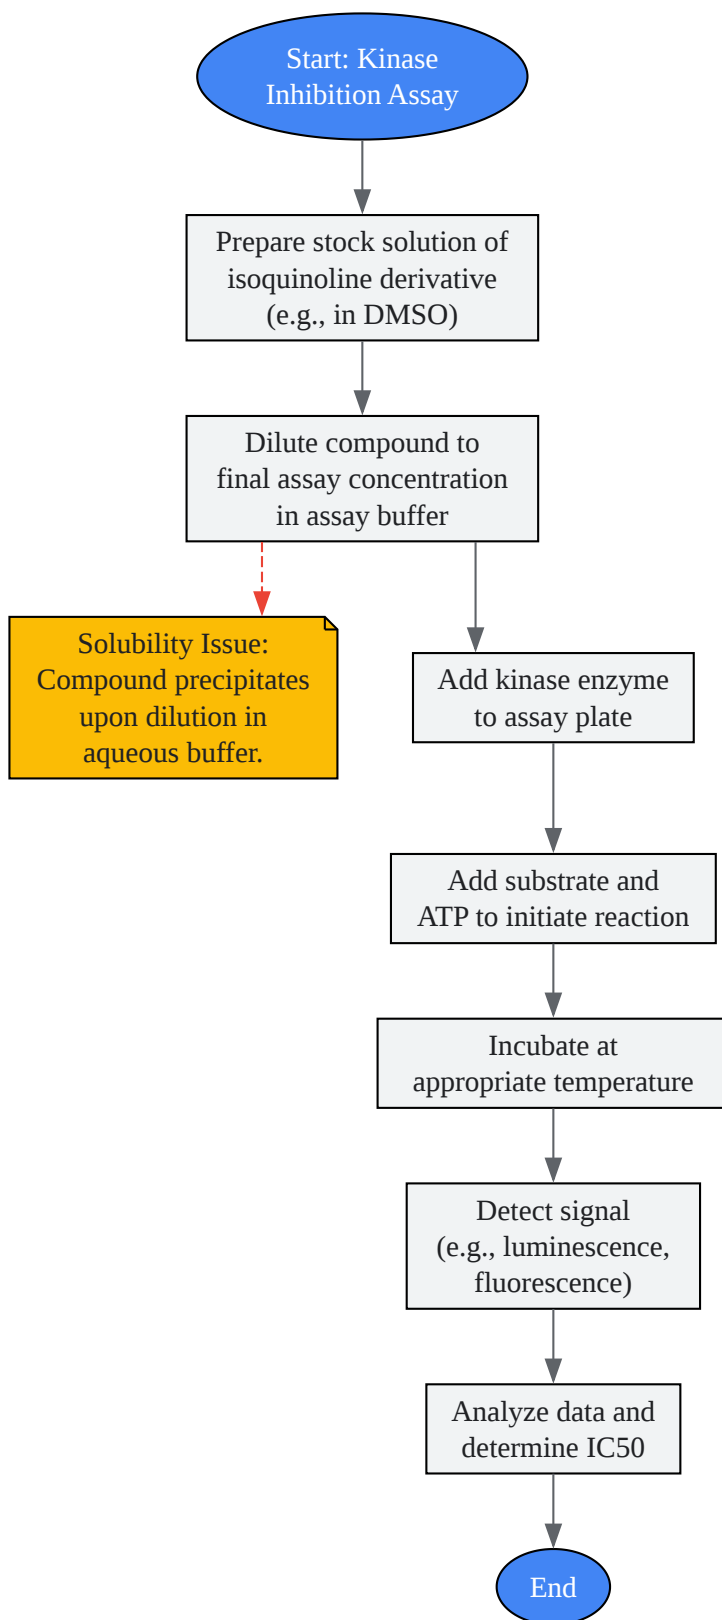 Start: Kinase
Inhibition Assay
Prepare stock solution of
isoquinoline derivative
(e.g., in DMSO)
Dilute compound to
final assay concentration
in assay buffer
Solubility Issue:
Compound precipitates
upon dilution in
aqueous buffer.
Add kinase enzyme
to assay plate
Add substrate and
ATP to initiate reaction
Incubate at
appropriate temperature
Detect signal
(e.g., luminescence,
fluorescence)
Analyze data and
determine IC50
End